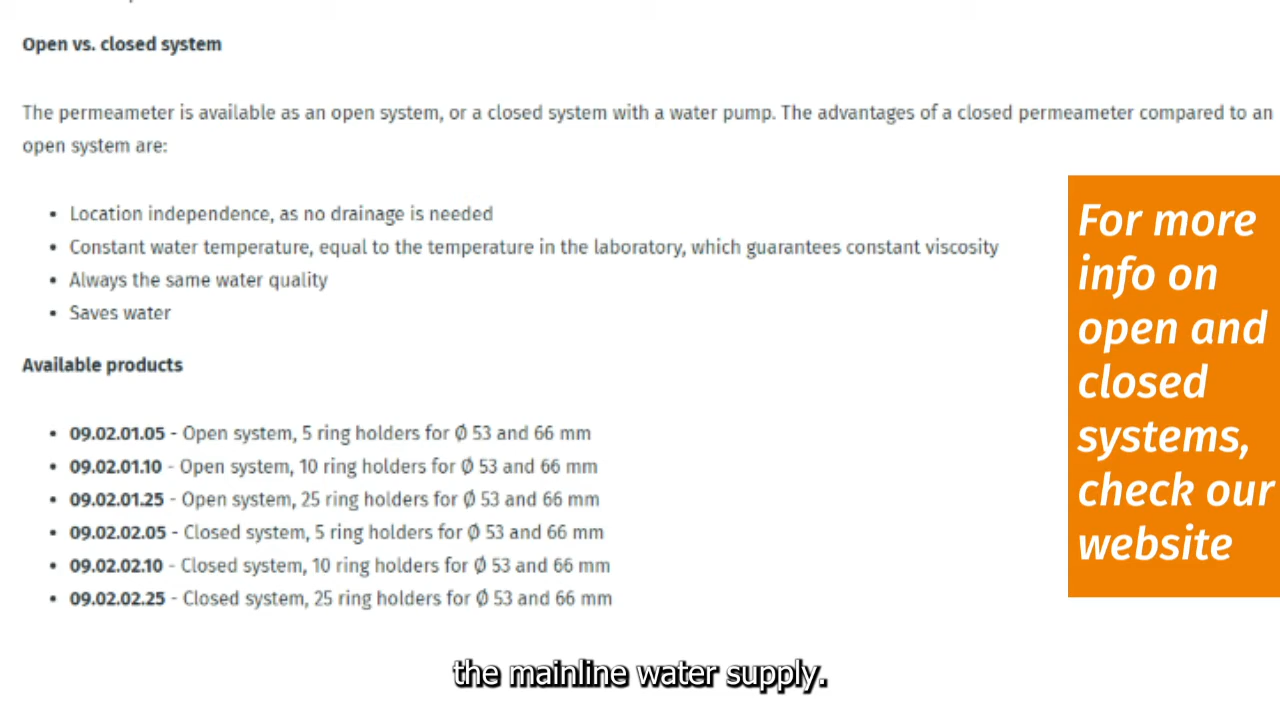 Open vs. closed system
The permeameter is available as an open system, or a closed system with a water pump. The advantages of a closed permeameter compared to an
open system are:
• Location independence, as no drainage is needed
• Constant water temperature, equal to the temperature in the laboratory, which guarantees constant viscosity
• Always the same water quality
• Saves water
Available products
• 09.02.01.05 - Open system, 5 ring holders for Ø 53 and 66 mm
• 09.02.01.10 - Open system, 10 ring holders for Ø 53 and 66 mm
• 09.02.01.25 - Open system, 25 ring holders for Ø 53 and 66 mm
• 09.02.02.05 - Closed system, 5 ring holders for Ø 53 and 66 mm
• 09.02.02.10 - Closed system, 10 ring holders for Ø 53 and 66 mm
• 09.02.02.25 - Closed system, 25 ring holders for Ø 53 and 66 mm
For more
info on
open and
closed
systems,
check our
website
the mainline water supply.